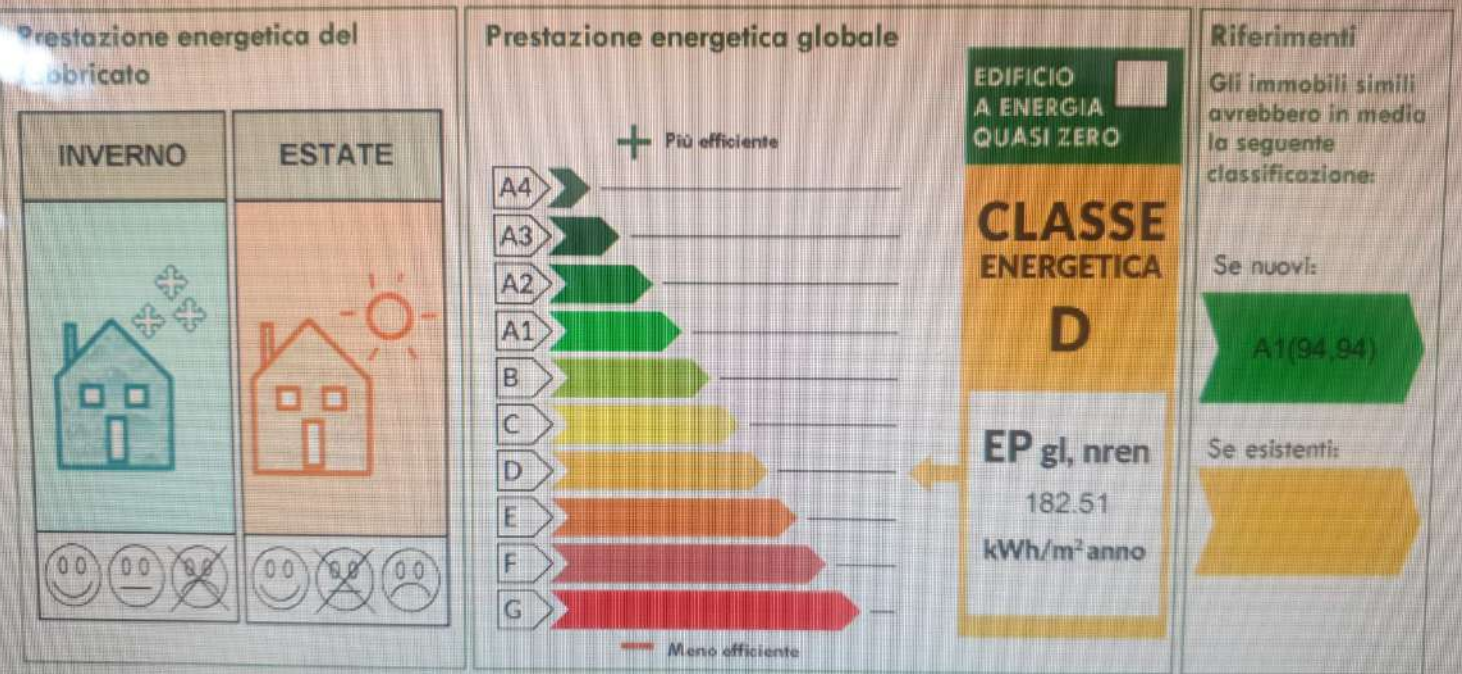 Prestazione energetica del
fabbricato
INVERNO
ESTATE
Prestazione energetica globale
+ Più efficiente
A4
A3
A2
A1
B
C
D
E
F
G
— Meno efficiente
EDIFICIO
A ENERGIA
QUASI ZERO
CLASSE
ENERGETICA
D
EP gl, nren
182.51
kWh/m² anno
Riferimenti
Gli immobili simili
avrebbero in media
la seguente
classificazione:
Se nuovi:
A1(94,94)
Se esistenti: